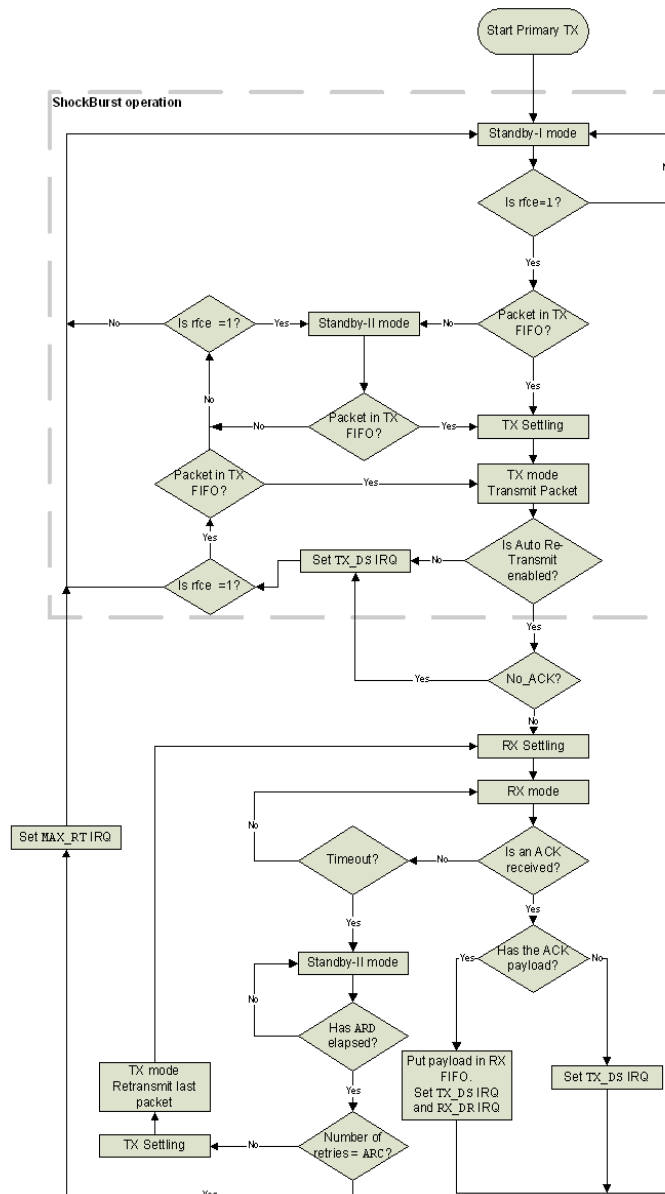 Start Primary TX
ShockBurst operation
Standby-I mode
Is rfce=1?
Yes
Is rfce =1?
No
Yes
Standby-II mode
No
Packet in TX
FIFO?
No
Yes
Packet in TX
FIFO?
No
Yes
TX Settling
Packet in TX
FIFO?
Yes
TX mode
Transmit Packet
Yes
Is rfce =1?
Set TX_DS IRQ
No
Is Auto Re-
Transmit
enabled?
Yes
No_ACK?
Yes
No
RX Settling
RX mode
No
Set MAX_RT IRQ
Timeout?
No
Is an ACK
received?
Yes
Yes
Has the ACK
payload?
Yes
No
Standby-II mode
No
Has ARD
elapsed?
TX mode
Retransmit last
packet
Put payload in RX
FIFO.
Set TX_DS IRQ
and RX_DR IRQ
Set TX_DS IRQ
Yes
TX Settling
No
Number of
retries = ARC?
Yes